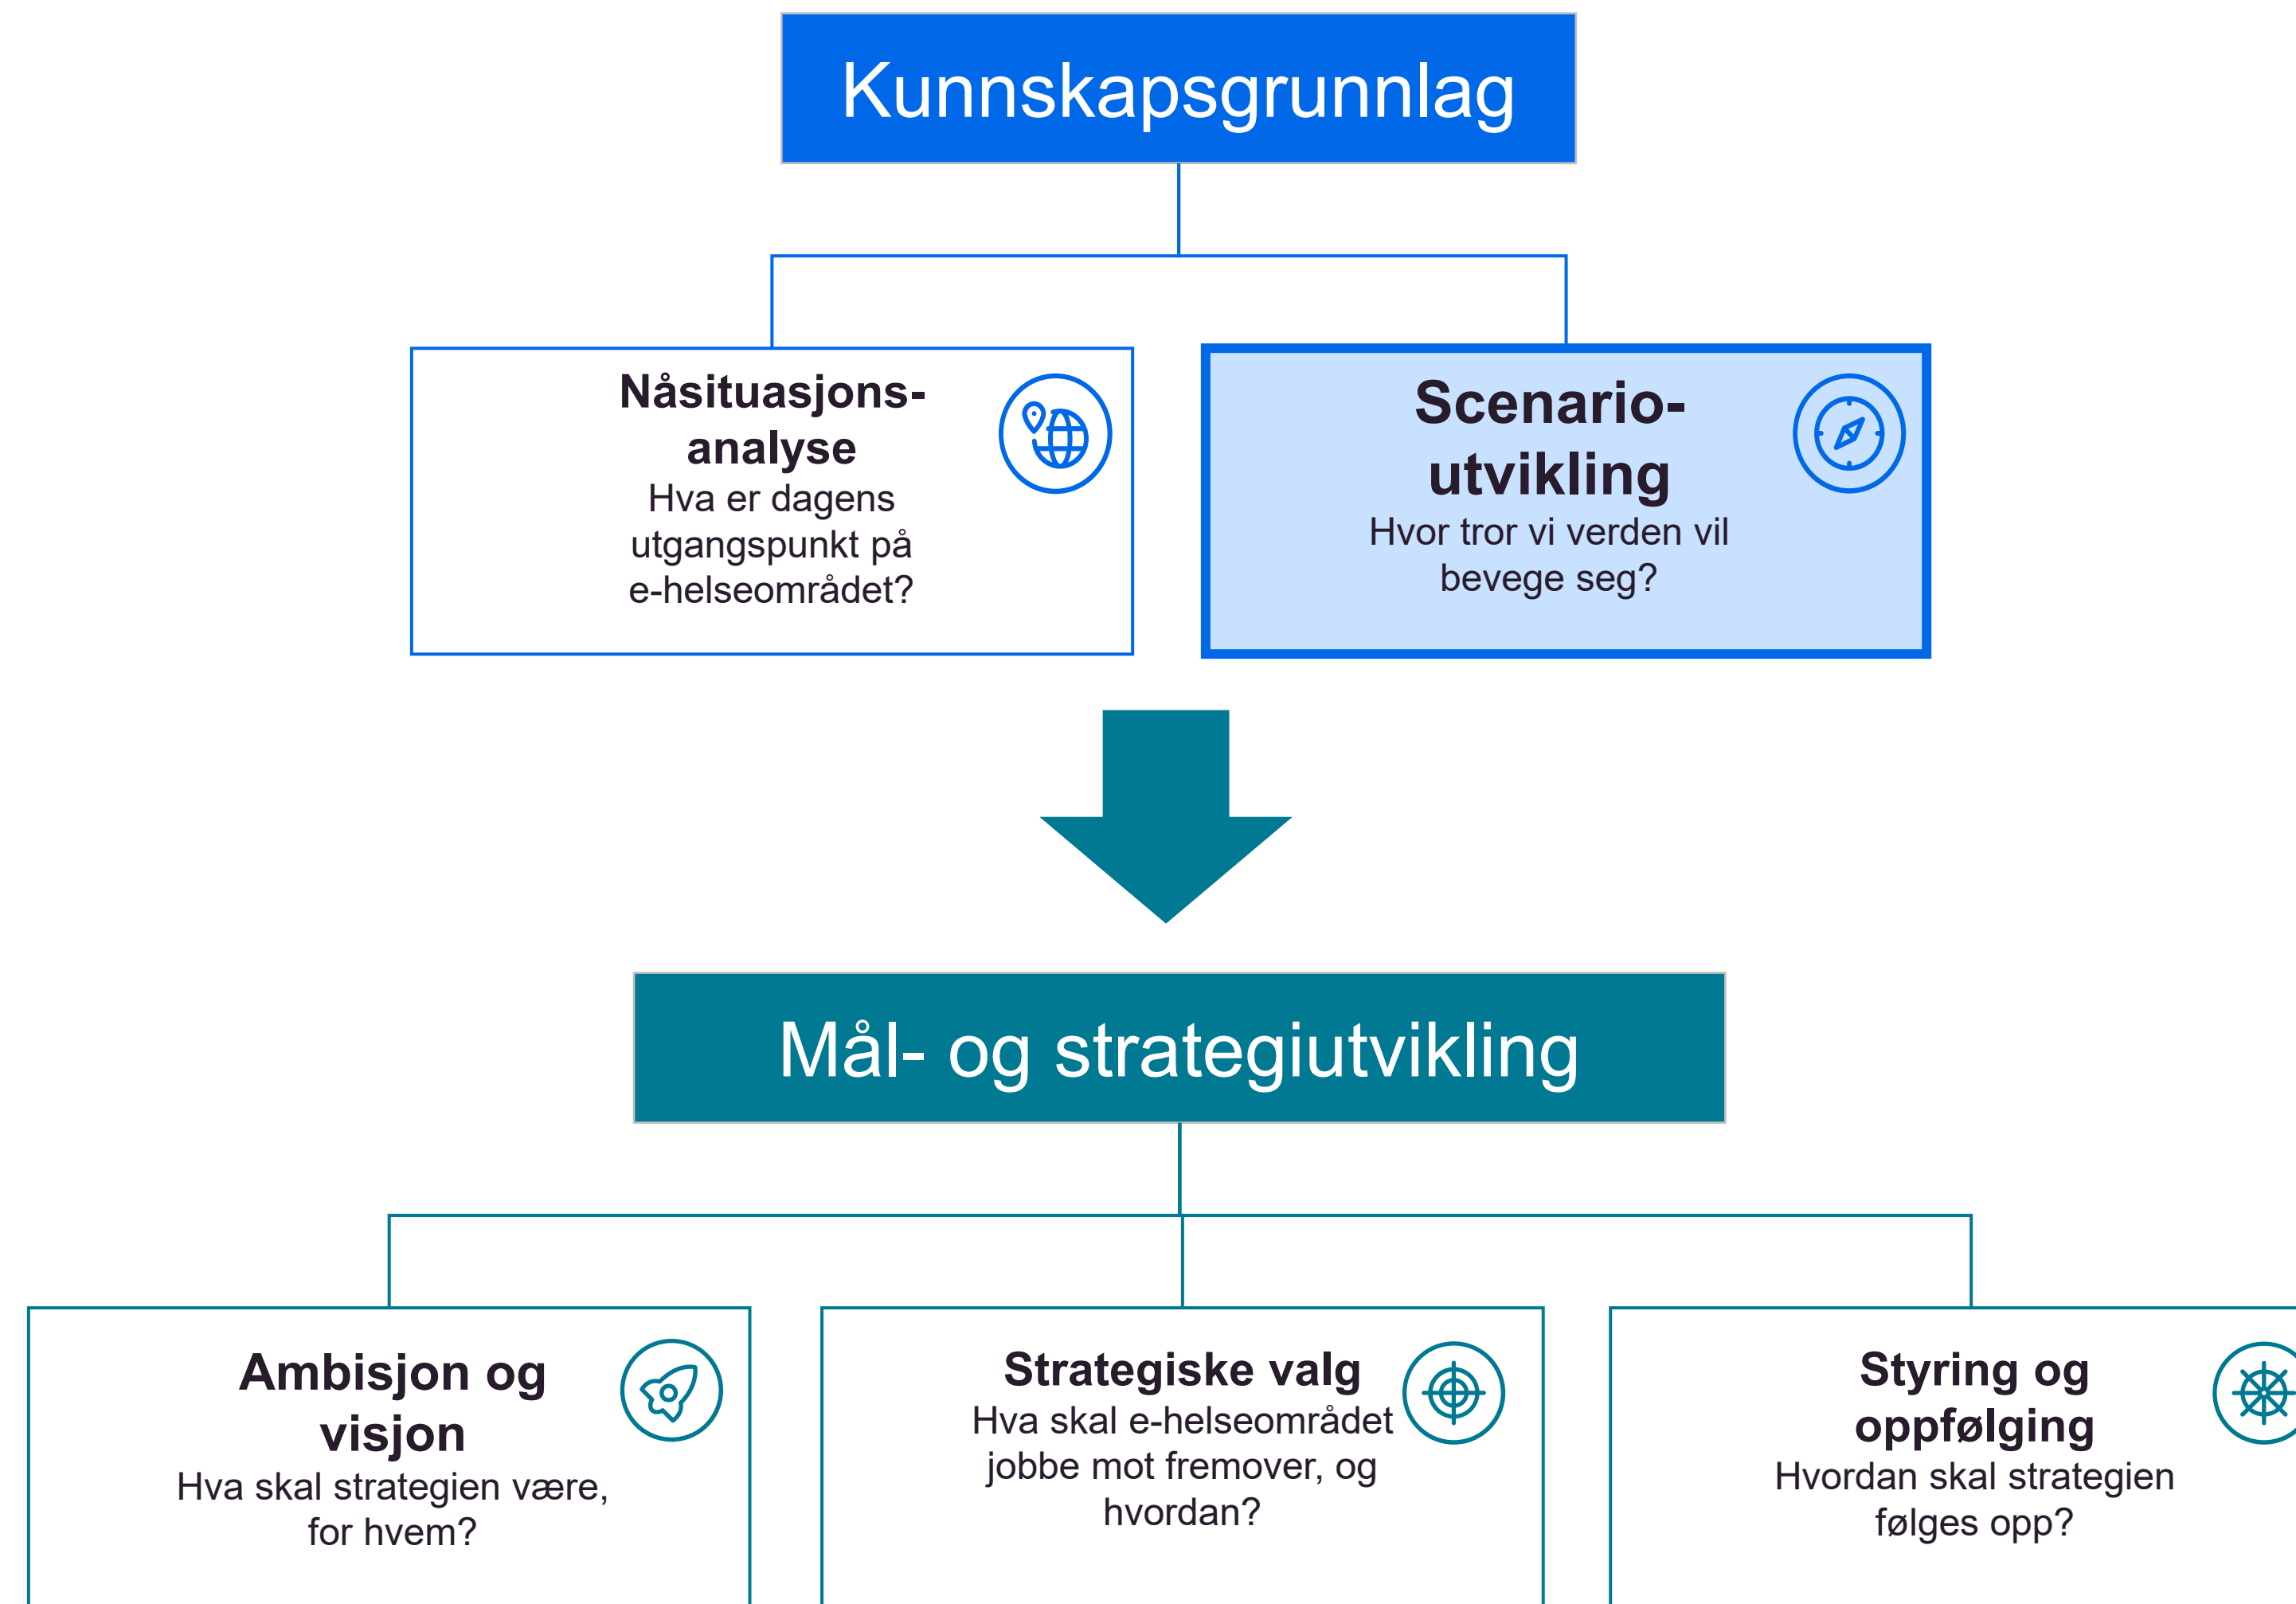 Kunnskapsgrunnlag
Nåsituasjons-
analyse
Hva er dagens
utgangspunkt på
e-helseområdet?
Scenario-
utvikling
Hvor tror vi verden vil
bevege seg?
Mål- og strategiutvikling
Ambisjon og
visjon
Hva skal strategien være,
for hvem?
Strategiske valg
Hva skal e-helseområdet
jobbe mot fremover, og
hvordan?
Styring og
oppfølging
Hvordan skal strategien
følges opp?